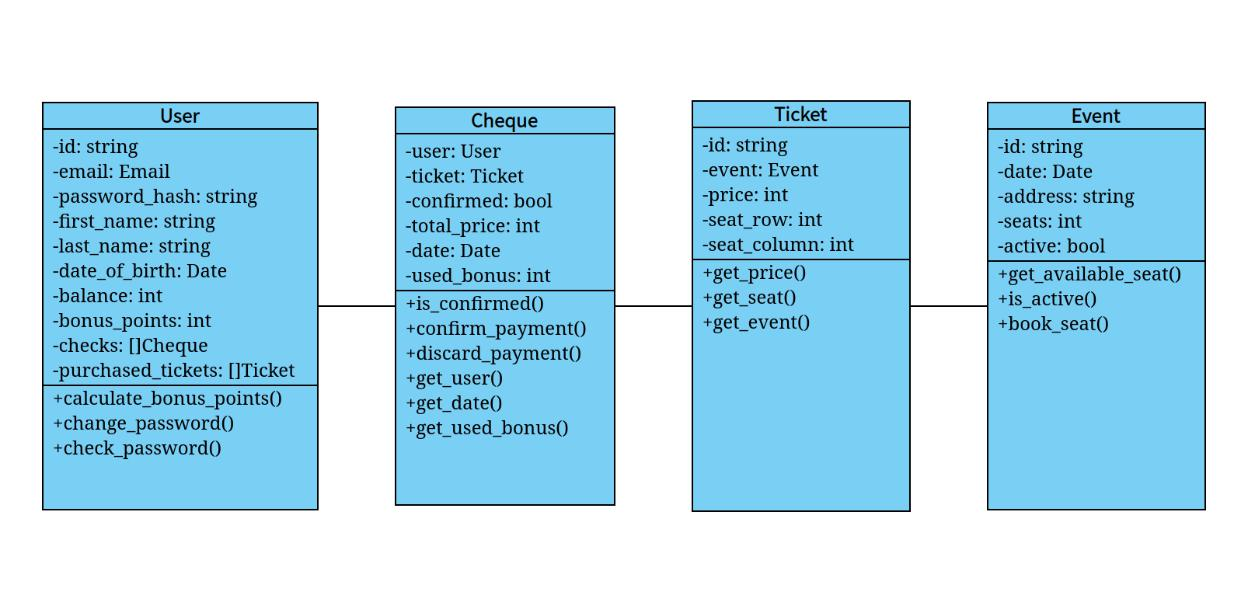 User
-id: string
-email: Email
-password_hash: string
-first_name: string
-last_name: string
-date_of_birth: Date
-balance: int
-bonus_points: int
-checks: []Cheque
-purchased_tickets: []Ticket
+calculate_bonus_points()
+change_password()
+check_password()
Cheque
-user: User
-ticket: Ticket
-confirmed: bool
-total_price: int
-date: Date
-used_bonus: int
+is_confirmed()
+confirm_payment()
+discard_payment()
+get_user()
+get_date()
+get_used_bonus()
Ticket
-id: string
-event: Event
-price: int
-seat_row: int
-seat_column: int
+get_price()
+get_seat()
+get_event()
Event
-id: string
-date: Date
-address: string
-seats: int
-active: bool
+get_available_seat()
+is_active()
+book_seat()